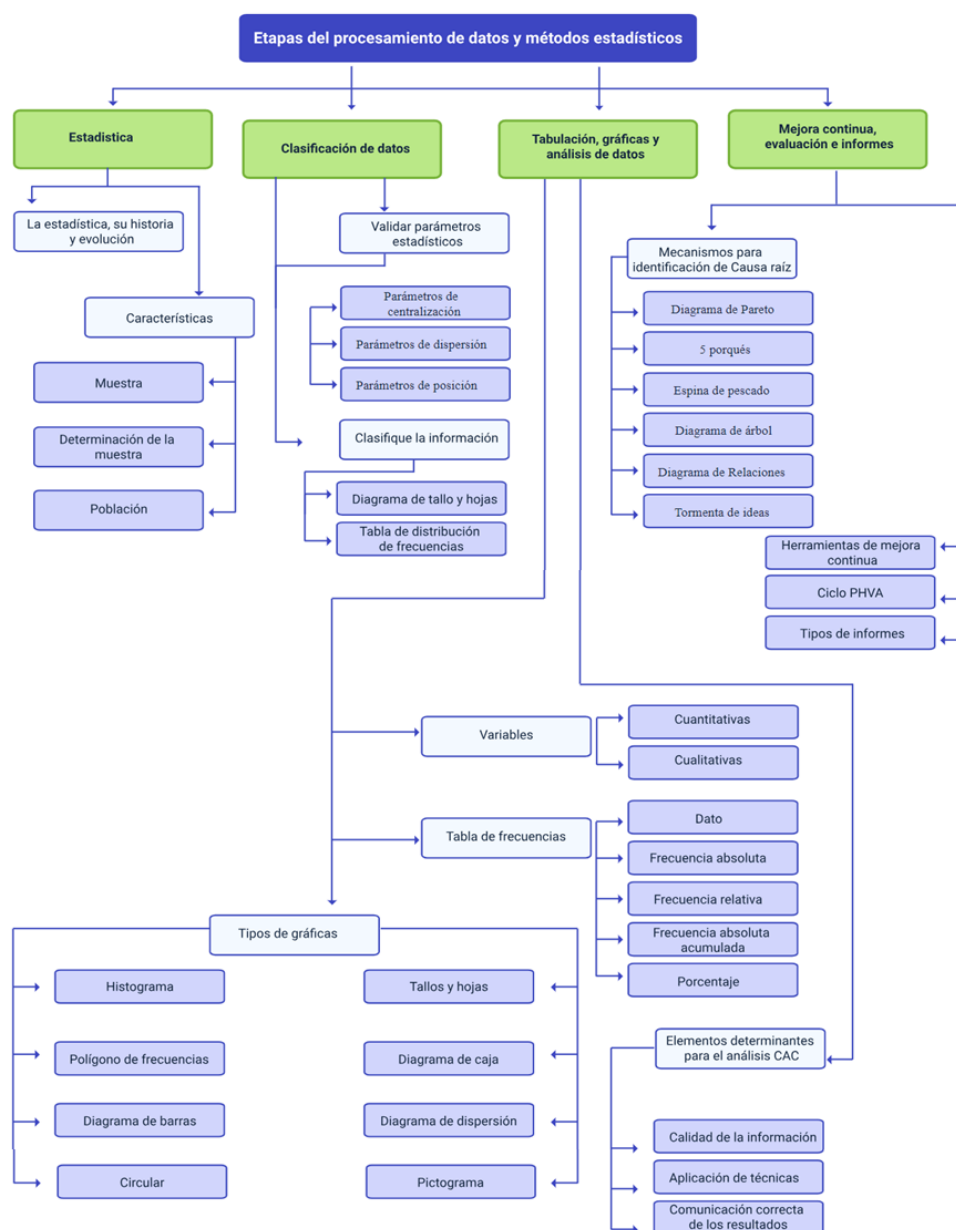 Etapas del procesamiento de datos y métodos estadísticos
Estadistica
La estadística, su historia
y evolución
Características
Muestra
Determinación de la
muestra
Población
Clasificación de datos
Validar parámetros
estadísticos
Parámetros de
centralización
Parámetros de dispersión
Parámetros de posición
Clasifique la información
Diagrama de tallo y hojas
Tabla de distribución
de frecuencias
Tabulación, gráficas y
análisis de datos
Variables
Cuantitativas
Cualitativas
Tabla de frecuencias
Dato
Frecuencia absoluta
Frecuencia relativa
Frecuencia absoluta
acumulada
Porcentaje
Tipos de gráficas
Histograma
Polígono de frecuencias
Diagrama de barras
Circular
Tallos y hojas
Diagrama de caja
Diagrama de dispersión
Pictograma
Elementos determinantes
para el análisis CAC
Calidad de la información
Aplicación de técnicas
Comunicación correcta
de los resultados
Mejora continua,
evaluación e informes
Mecanismos para
identificación de Causa raíz
Diagrama de Pareto
5 porqués
Espina de pescado
Diagrama de árbol
Diagrama de Relaciones
Tormenta de ideas
Herramientas de mejora
continua
Ciclo PHVA
Tipos de informes